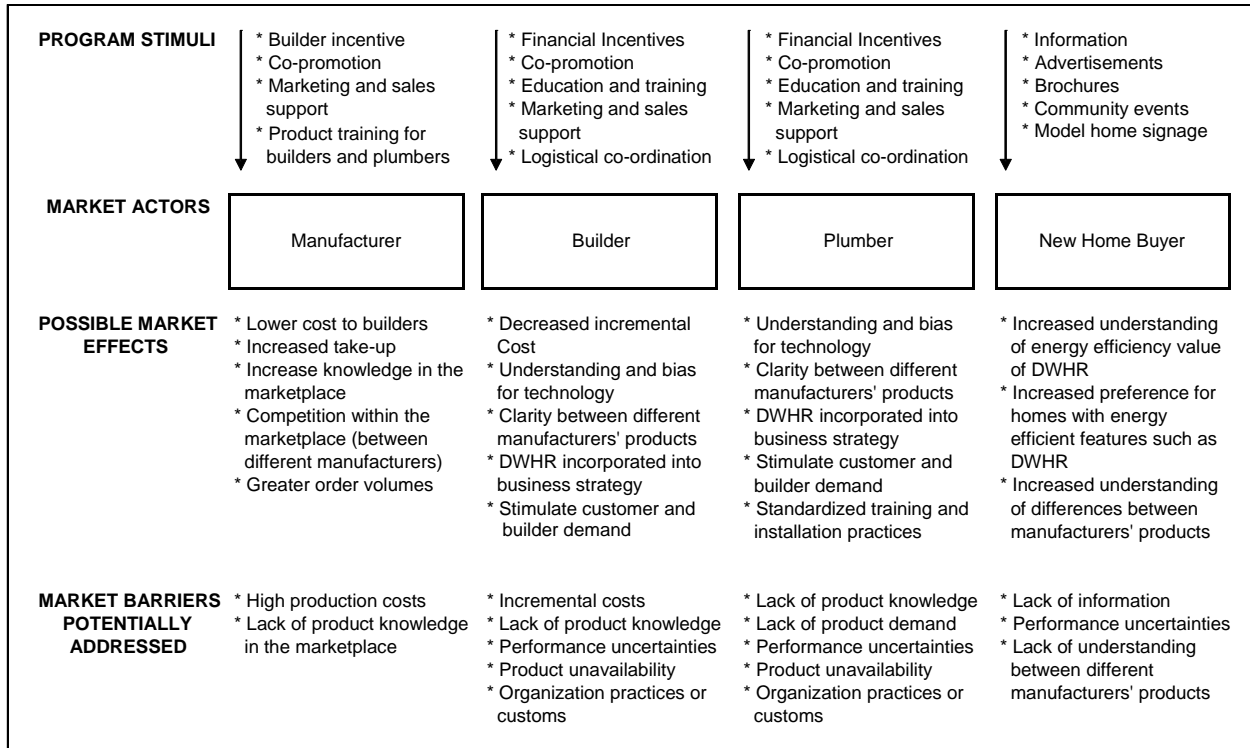 PROGRAM STIMULI
* Builder incentive
* Co-promotion
* Marketing and sales
support
* Product training for
builders and plumbers
* Financial Incentives
* Co-promotion
* Education and training
* Marketing and sales
support
* Logistical co-ordination
* Financial Incentives
* Co-promotion
* Education and training
* Marketing and sales
support
* Logistical co-ordination
* Information
* Advertisements
* Brochures
* Community events
* Model home signage
MARKET ACTORS
Manufacturer
Builder
Plumber
New Home Buyer
POSSIBLE MARKET
EFFECTS
* Lower cost to builders
* Increased take-up
* Increase knowledge in the
marketplace
* Competition within the
marketplace (between
different manufacturers)
* Greater order volumes
* Decreased incremental
Cost
* Understanding and bias
for technology
* Clarity between different
manufacturers' products
* DWHR incorporated into
business strategy
* Stimulate customer and
builder demand
* Understanding and bias
for technology
* Clarity between different
manufacturers' products
* DWHR incorporated into
business strategy
* Stimulate customer and
builder demand
* Standardized training and
installation practices
* Increased understanding
of energy efficiency value
of DWHR
* Increased preference for
homes with energy
efficient features such as
DWHR
* Increased understanding
of differences between
manufacturers' products
MARKET BARRIERS
POTENTIALLY
ADDRESSED
* High production costs
* Lack of product knowledge
in the marketplace
* Incremental costs
* Lack of product knowledge
* Performance uncertainties
* Product unavailability
* Organization practices or
customs
* Lack of product knowledge
* Lack of product demand
* Performance uncertainties
* Product unavailability
* Organization practices or
customs
* Lack of information
* Performance uncertainties
* Lack of understanding
between different
manufacturers' products